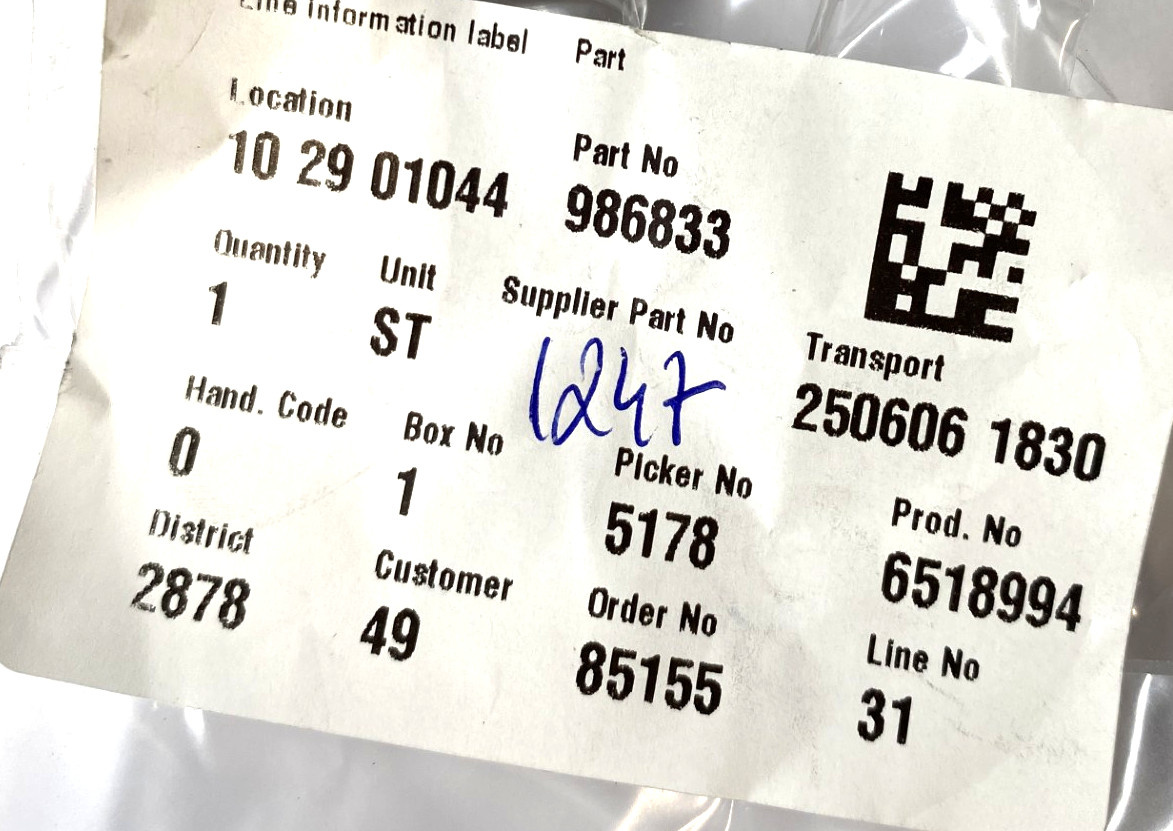 Line information label Part
Location Part No
10 29 01044 986833
Quantity Unit Supplier Part No
1 ST 1247
Transport
250606 1830
Hand. Code Box No Picker No
0 1 5178
Prod. No
6518994
District Customer Order No
2878 49 85155
Line No
31